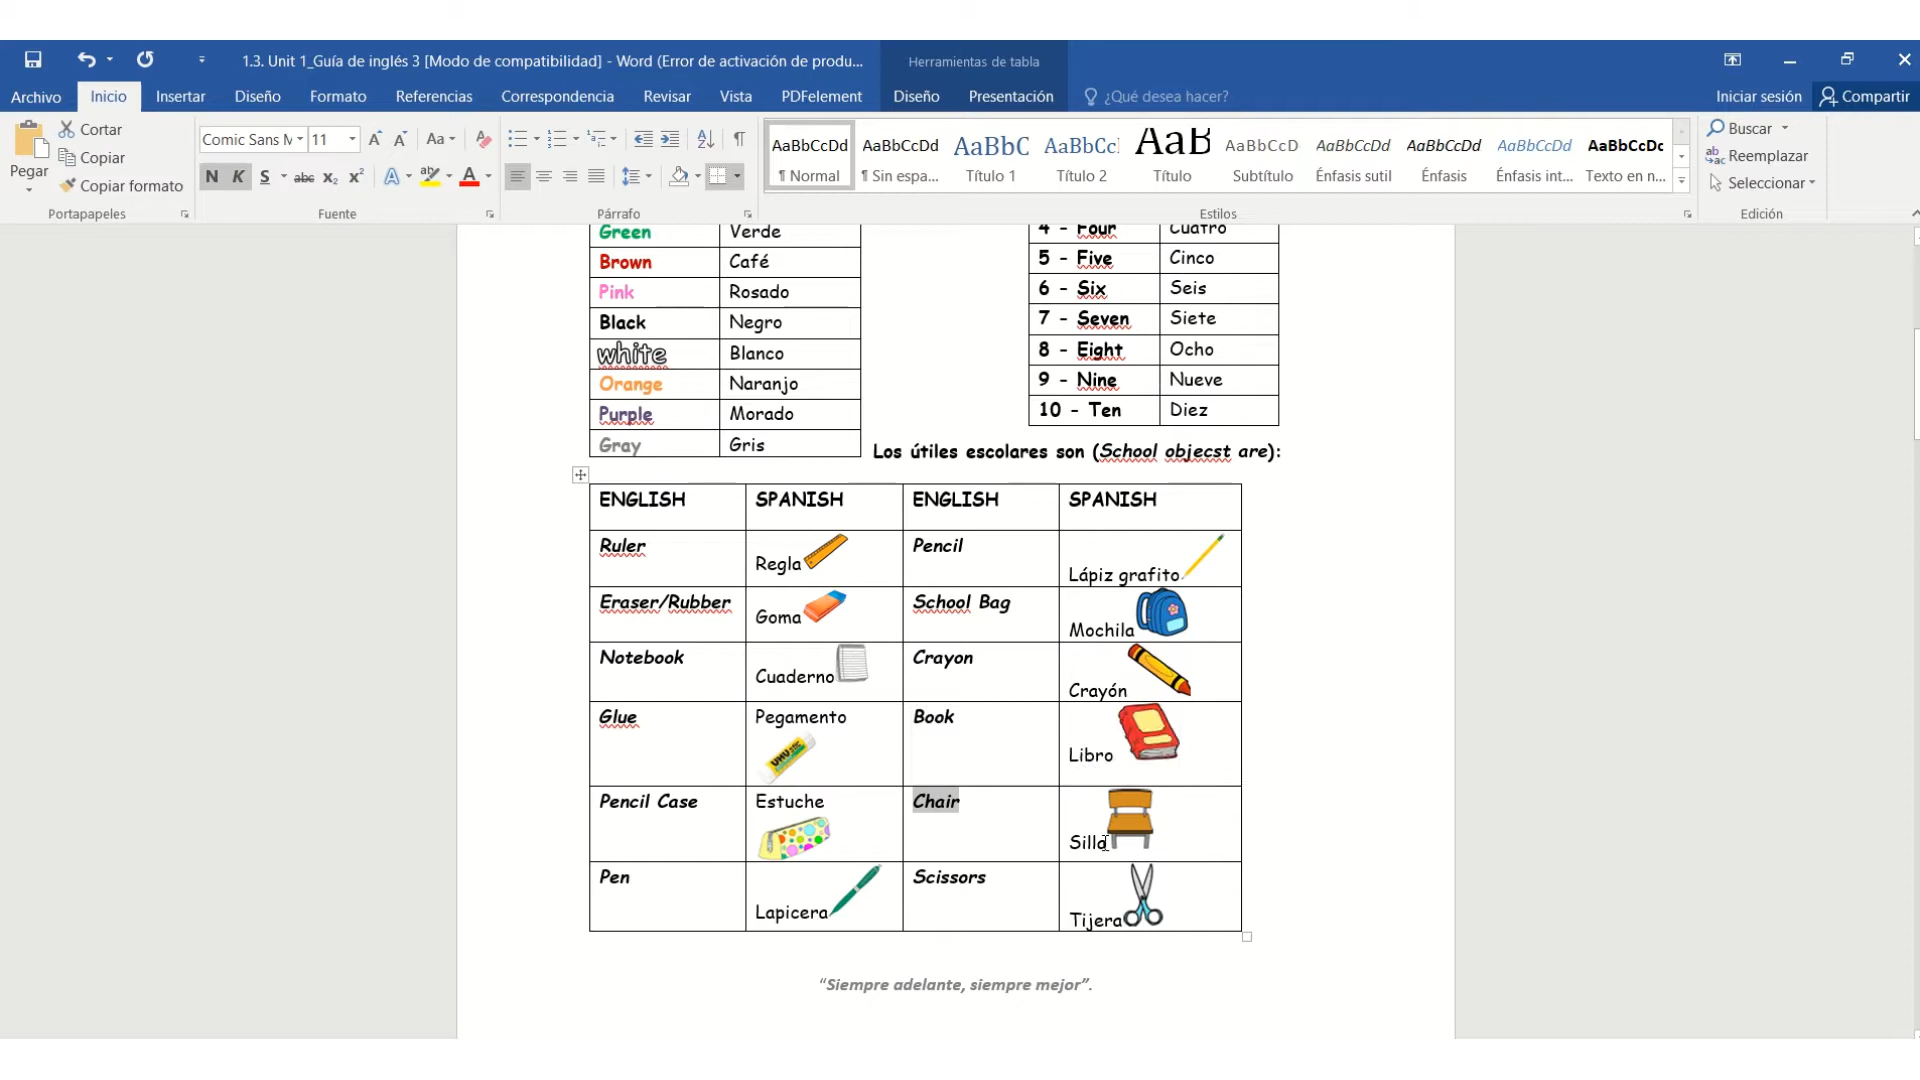 1.3. Unit 1_Guía de inglés 3 [Modo de compatibilidad] - Word (Error de activación de produ...
Herramientas de tabla
Archivo
Inicio
Insertar
Diseño
Formato
Referencias
Correspondencia
Revisar
Vista
PDFelement
Diseño
Presentación
¿Qué desea hacer?
Iniciar sesión
Compartir
Pegar
Cortar
Copiar
Copiar formato
Portapapeles
Comic Sans M
11
Aa
N K S abc x₂ x²
Fuente
Párrafo
AaBbCcDd
¶ Normal
AaBbCcDd
¶ Sin espa...
AaBbC
Título 1
AaBbCc
Título 2
AaB
Título
AaBbCcD
Subtítulo
AaBbCcDd
Énfasis sutil
AaBbCcDd
Énfasis
AaBbCcDd
Énfasis int...
AaBbCcDc
Texto en n...
Estilos
Buscar
Reemplazar
Seleccionar
Edición
Green Verde
Brown Café
Pink Rosado
Black Negro
white Blanco
Orange Naranjo
Purple Morado
Gray Gris
4 - Four Cuatro
5 - Five Cinco
6 - Six Seis
7 - Seven Siete
8 - Eight Ocho
9 - Nine Nueve
10 - Ten Diez
Los útiles escolares son (School objecst are):
ENGLISH SPANISH ENGLISH SPANISH
Ruler Regla Pencil Lápiz grafito
Eraser/Rubber Goma School Bag Mochila
Notebook Cuaderno Crayon Crayón
Glue Pegamento Book Libro
UHU stic
Pencil Case Estuche Chair Silla
Pen Lapicera Scissors Tijera
“Siempre adelante, siempre mejor”.